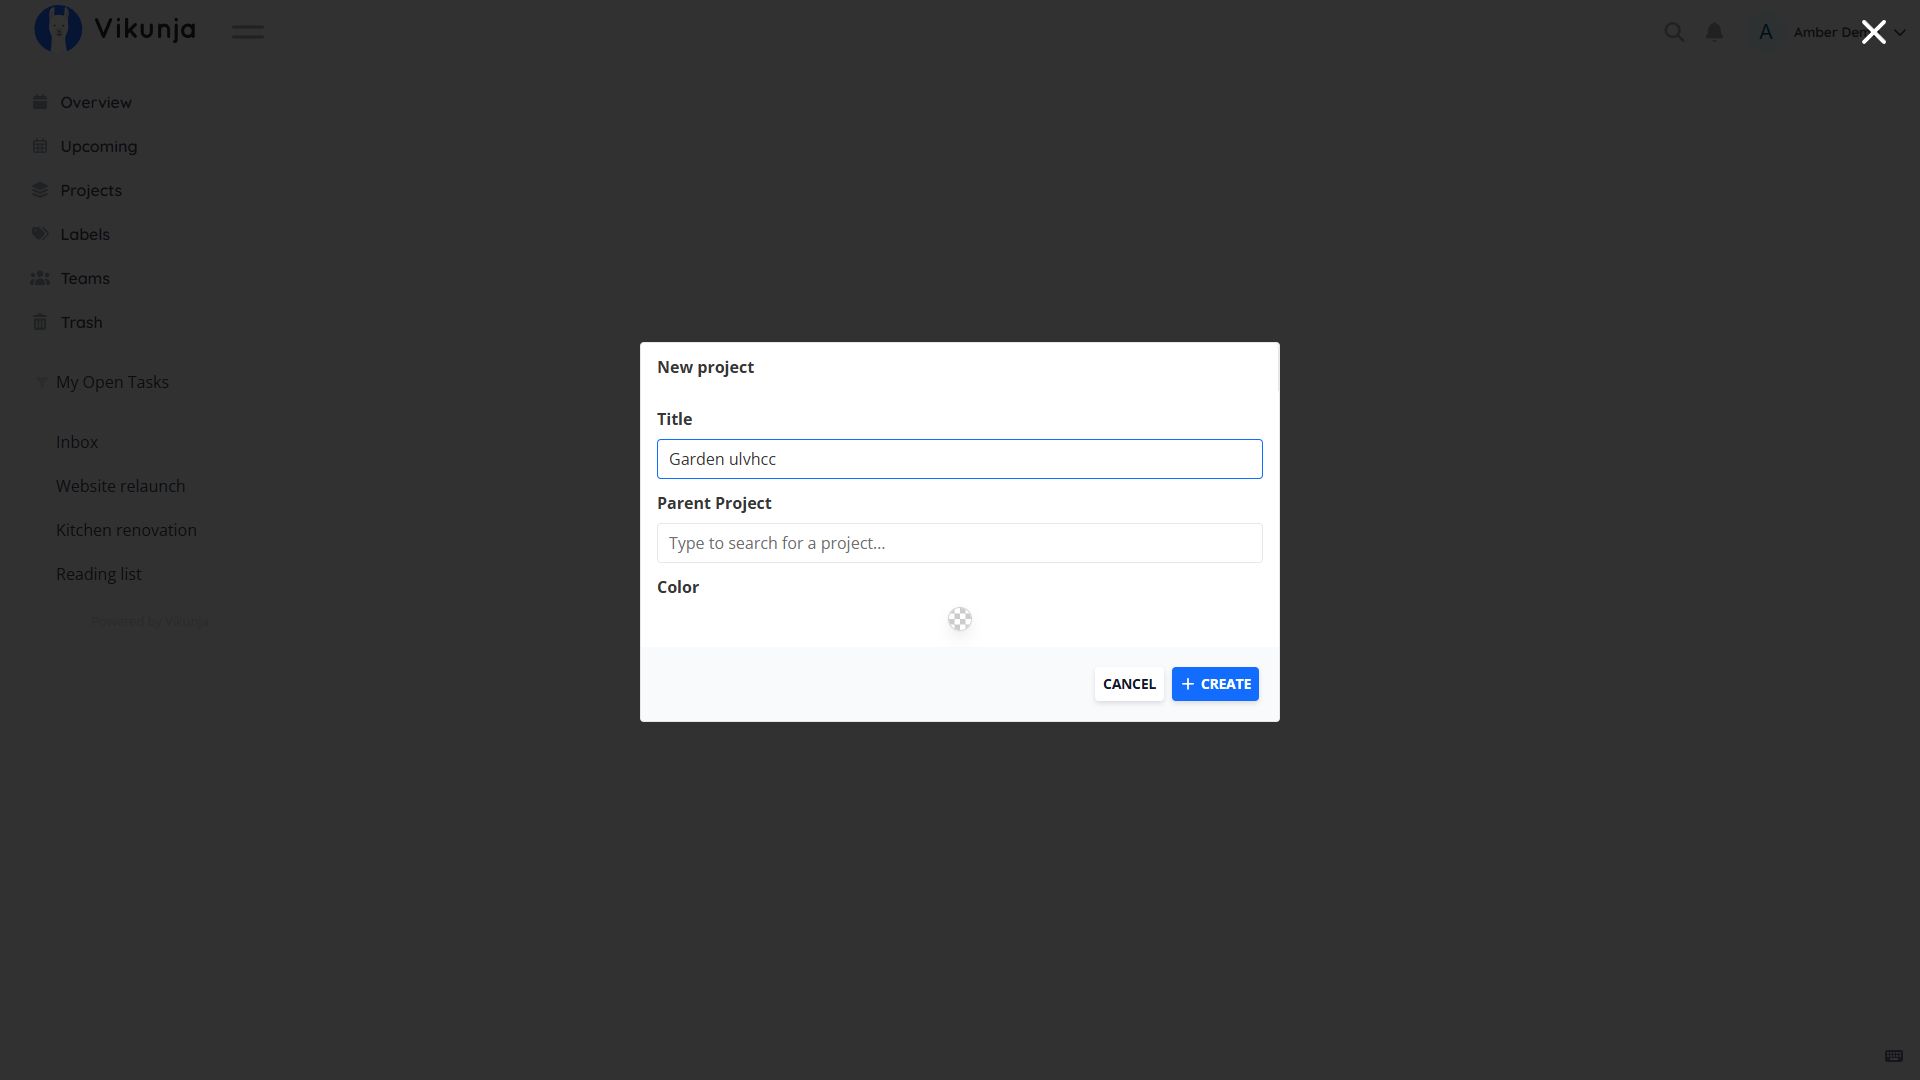 Vikunja
A
Amber Den
Overview
Upcoming
Projects
Labels
Teams
Trash
My Open Tasks
Inbox
Website relaunch
Kitchen renovation
Reading list
Powered by Vikunja
New project
Title
Garden ulvhcc
Parent Project
Type to search for a project...
Color
CANCEL
CREATE